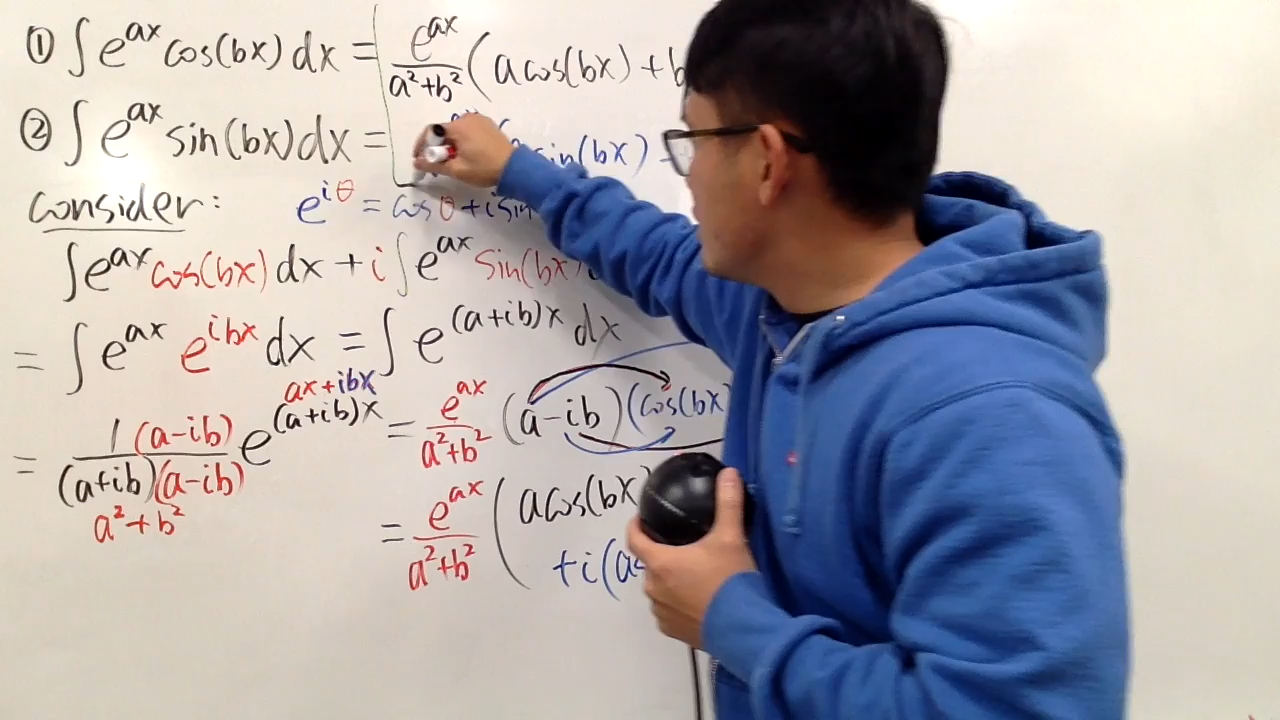 ① ∫ e^{ax} cos(bx) dx = e^{ax}/(a²+b²) (a cos(bx) + b
② ∫ e^{ax} sin(bx) dx = sin(bx)
consider: e^{iθ} = cos θ + i sin
∫ e^{ax} cos(bx) dx + i ∫ e^{ax} sin(bx)
= ∫ e^{ax} e^{ibx} dx = ∫ e^{(a+ib)x} dx
ax+ibx
= 1(a-ib)/((a+ib)(a-ib)) e^{(a+ib)x} = e^{ax}/(a²+b²) (a-ib)(cos(bx)
a²+b²
= e^{ax}/(a²+b²) (a cos(bx)
+i(a